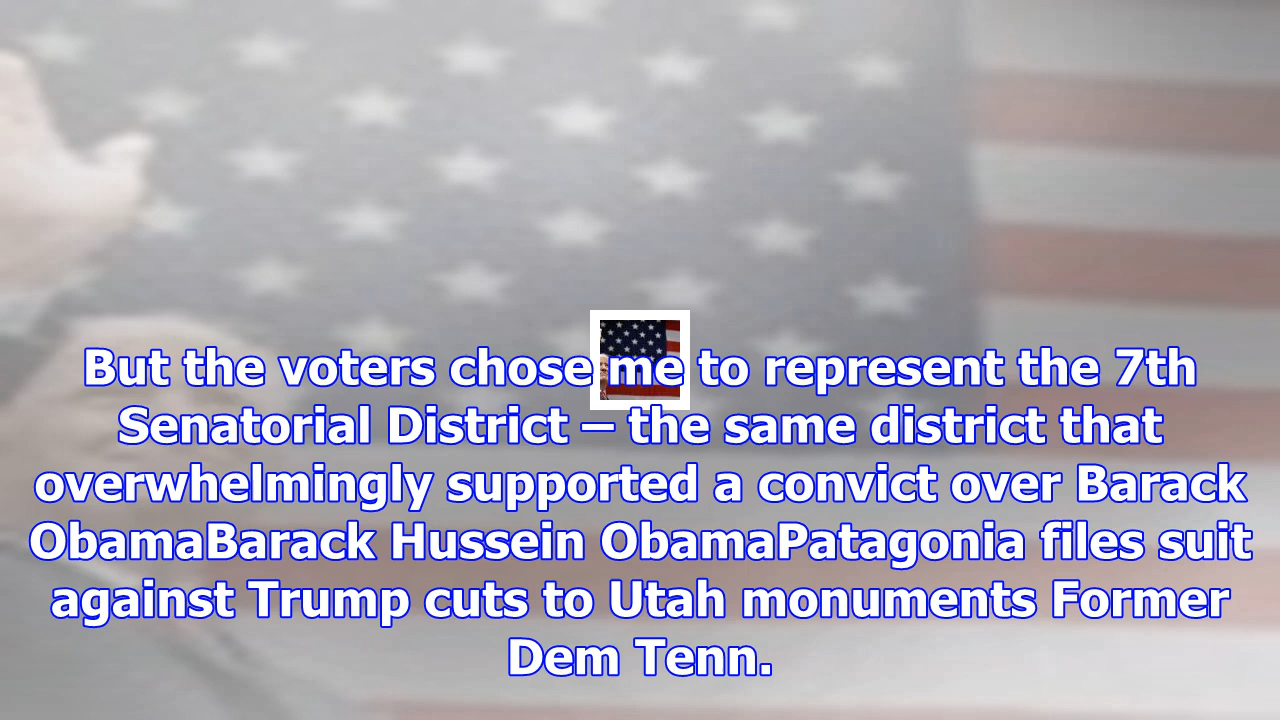 But the voters chose me to represent the 7th
Senatorial District – the same district that
overwhelmingly supported a convict over Barack
ObamaBarack Hussein ObamaPatagonia files suit
against Trump cuts to Utah monuments Former
Dem Tenn.